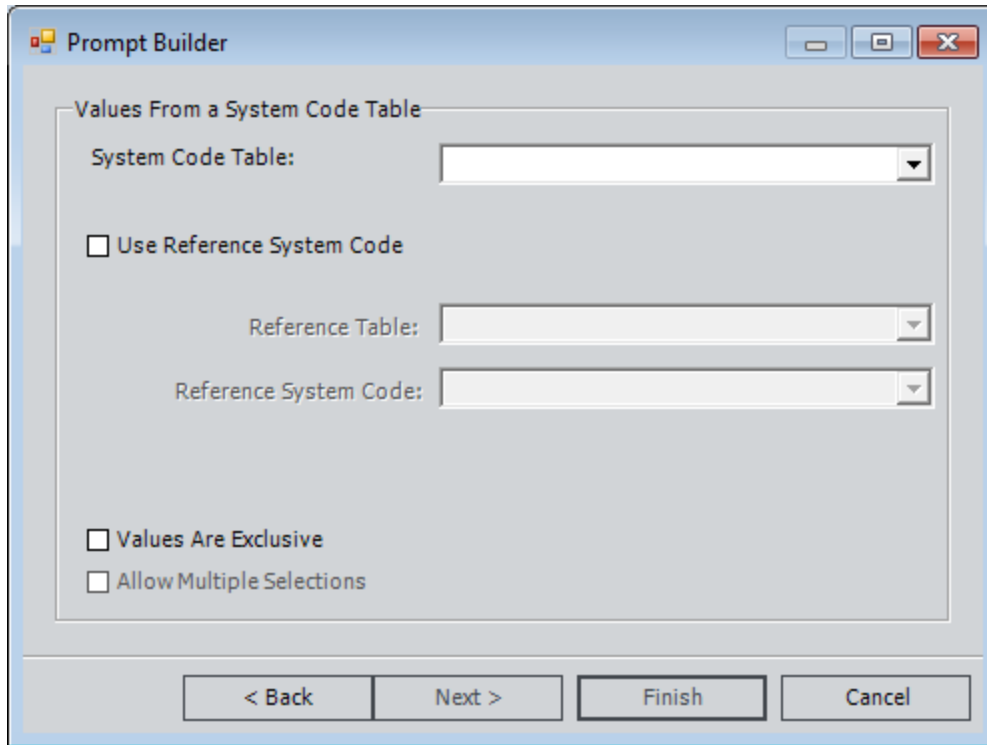 Prompt Builder
Values From a System Code Table
System Code Table:
Use Reference System Code
Reference Table:
Reference System Code:
Values Are Exclusive
Allow Multiple Selections
< Back Next > Finish Cancel